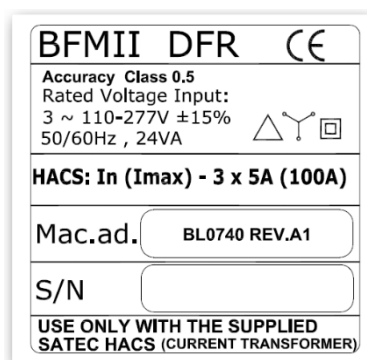 BFMII DFR CE
Accuracy Class 0.5
Rated Voltage Input:
3 ~ 110-277V ±15%
50/60Hz , 24VA
HACS: In (Imax) - 3 x 5A (100A)
Mac.ad. BL0740 REV.A1
S/N
USE ONLY WITH THE SUPPLIED
SATEC HACS (CURRENT TRANSFORMER)